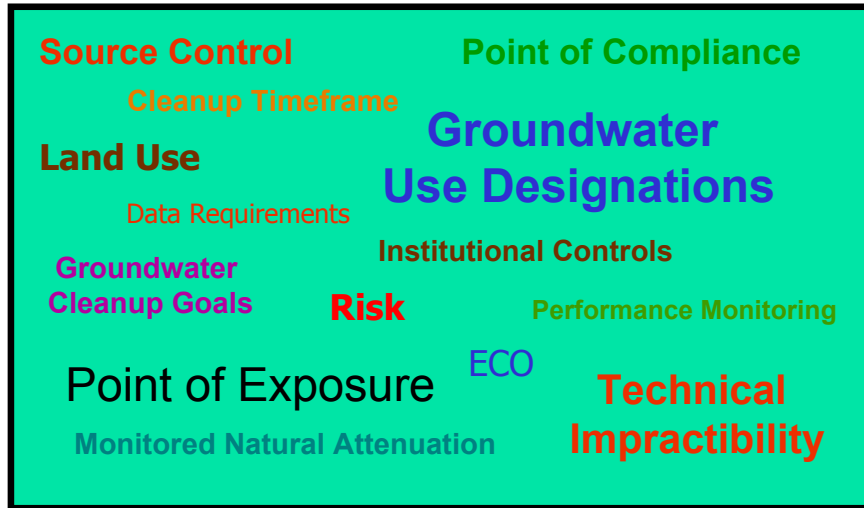 Source Control
Point of Compliance
Cleanup Timeframe
Groundwater
Use Designations
Land Use
Data Requirements
Institutional Controls
Groundwater
Cleanup Goals
Risk
Performance Monitoring
ECO
Point of Exposure
Technical
Impractibility
Monitored Natural Attenuation